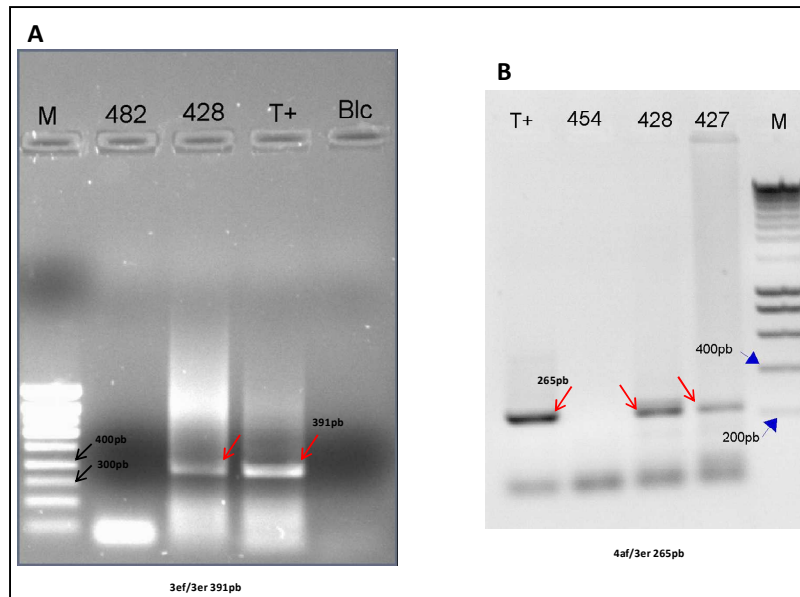 A
M 482 428 T+ Blc
400pb
300pb
391pb
3ef/3er 391pb
B
T+ 454 428 427 M
400pb
265pb
200pb
4af/3er 265pb